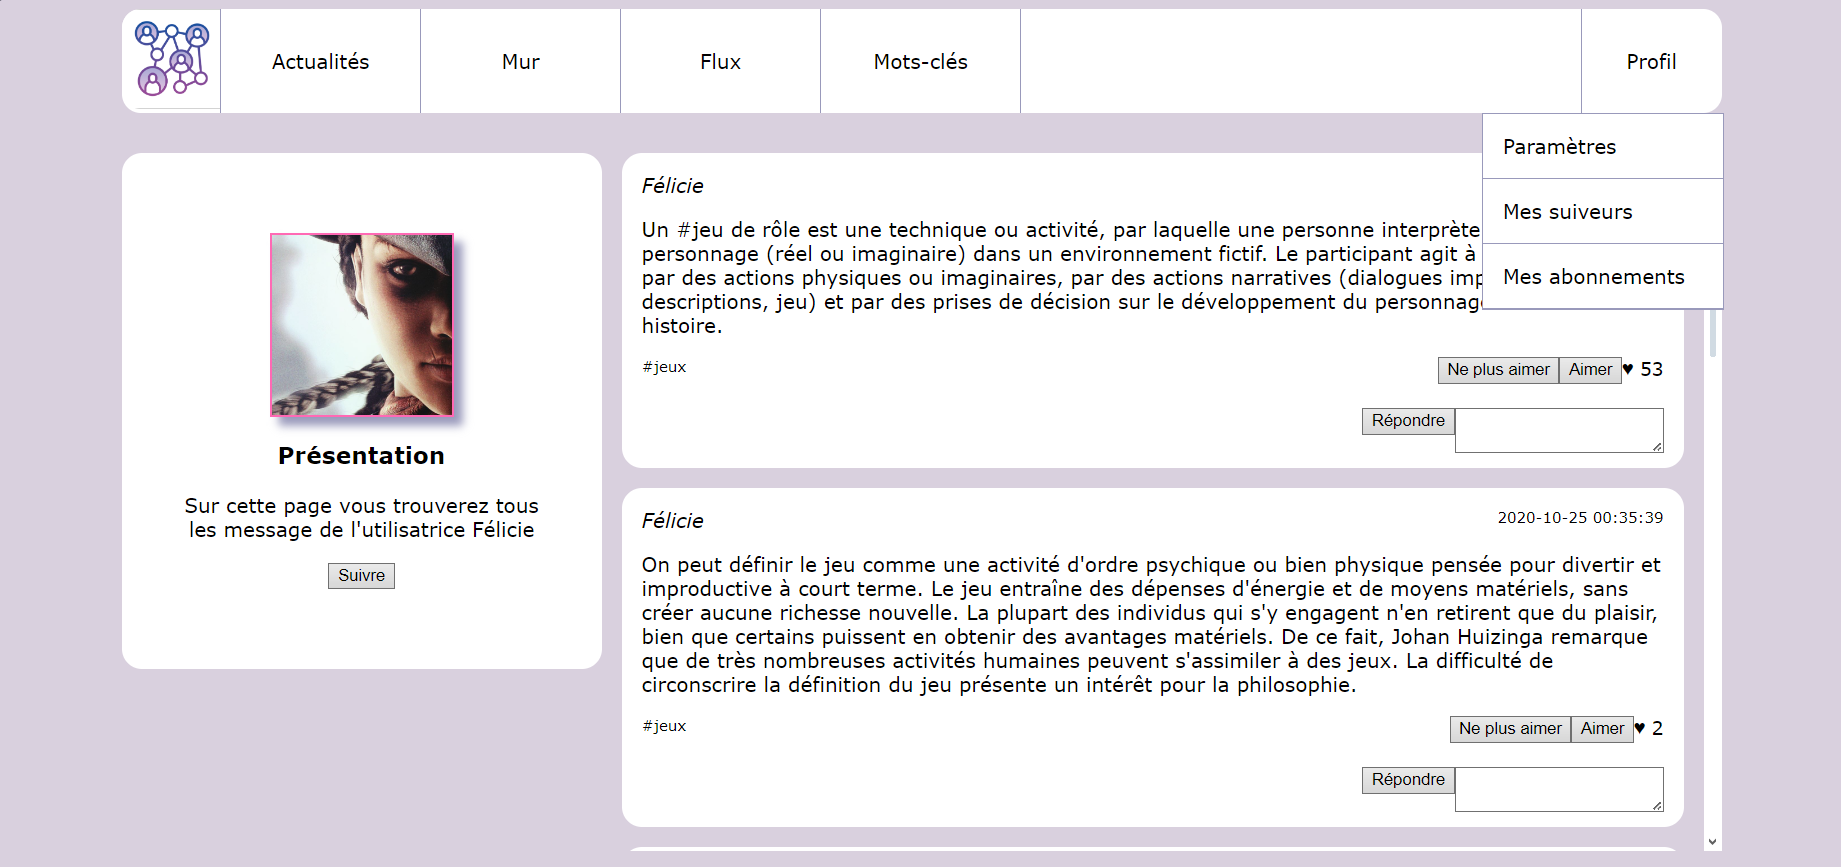 Actualités
Mur
Flux
Mots-clés
Profil
Paramètres
Mes suiveurs
Mes abonnements
Présentation
Sur cette page vous trouverez tous
les message de l'utilisatrice Félicie
Suivre
Félicie
Un #jeu de rôle est une technique ou activité, par laquelle une personne interprète
personnage (réel ou imaginaire) dans un environnement fictif. Le participant agit à
par des actions physiques ou imaginaires, par des actions narratives (dialogues
descriptions, jeu) et par des prises de décision sur le développement du
histoire.
#jeux
Ne plus aimer Aimer ♥ 53
Répondre
Félicie
2020-10-25 00:35:39
On peut définir le jeu comme une activité d'ordre psychique ou bien physique pensée pour divertir et
improductive à court terme. Le jeu entraîne des dépenses d'énergie et de moyens matériels, sans
créer aucune richesse nouvelle. La plupart des individus qui s'y engagent n'en retirent que du plaisir,
bien que certains puissent en obtenir des avantages matériels. De ce fait, Johan Huizinga remarque
que de très nombreuses activités humaines peuvent s'assimiler à des jeux. La difficulté de
circonscrire la définition du jeu présente un intérêt pour la philosophie.
#jeux
Ne plus aimer Aimer ♥ 2
Répondre